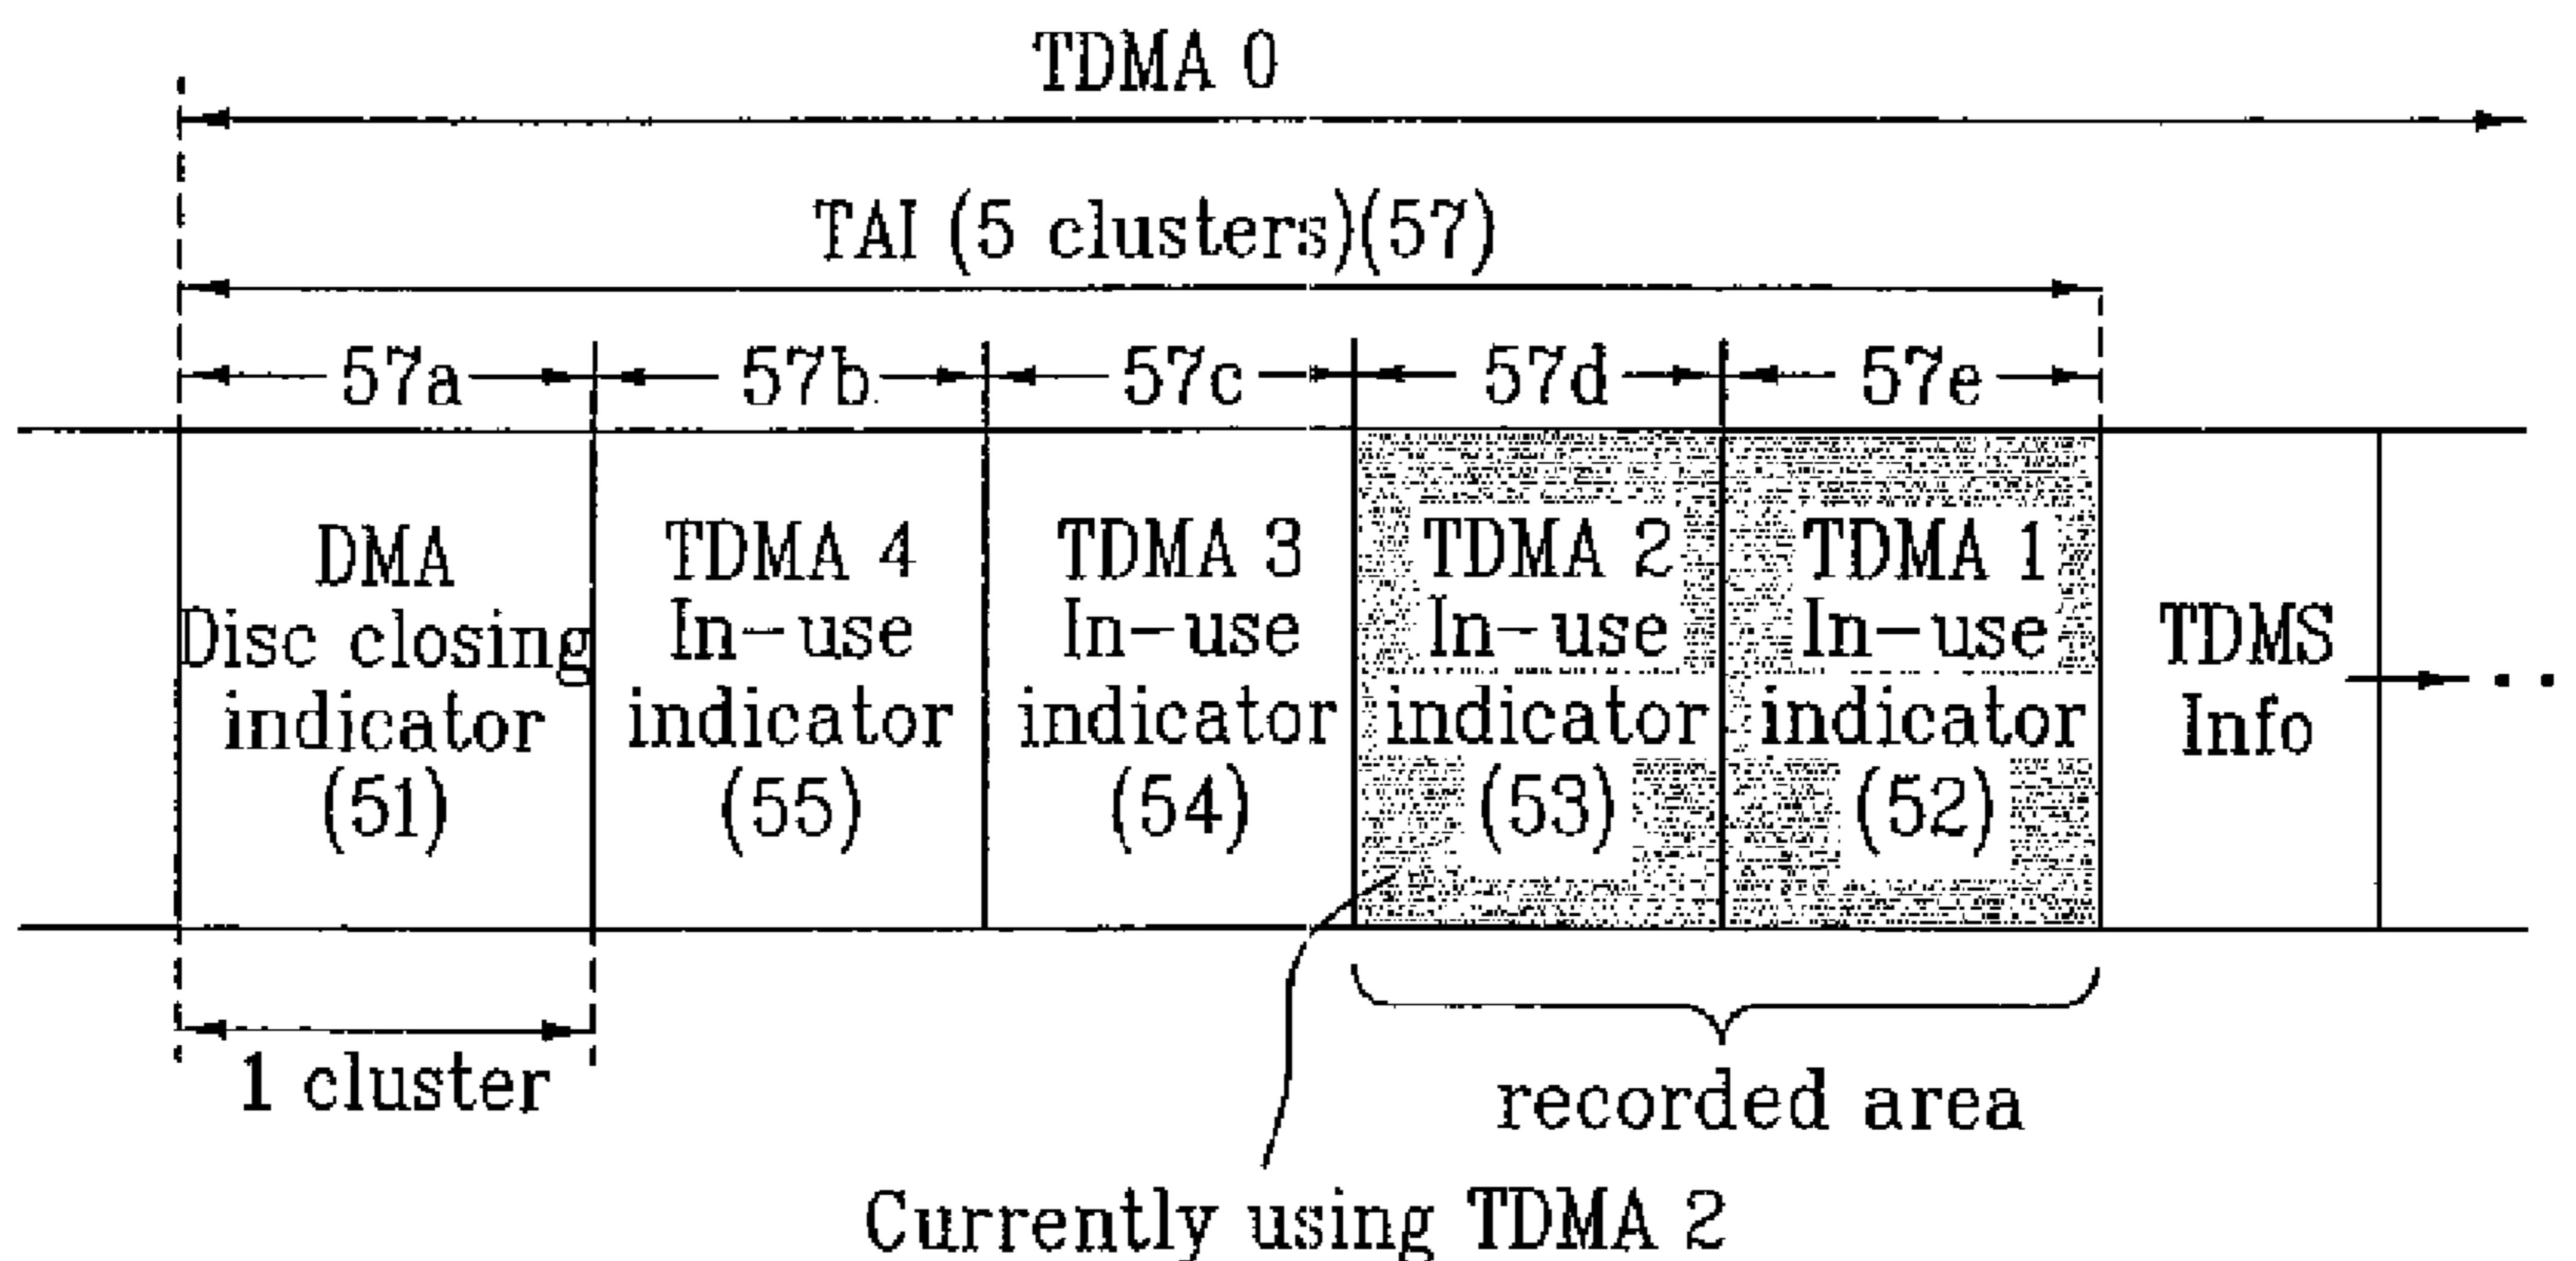 TDMA 0
TAI (5 clusters)(57)
57a 57b 57c 57d 57e
DMA
Disc closing
indicator
(51)
TDMA 4
In-use
indicator
(55)
TDMA 3
In-use
indicator
(54)
TDMA 2
In-use
indicator
(53)
TDMA 1
In-use
indicator
(52)
TDMS
Info
1 cluster
recorded area
Currently using TDMA 2